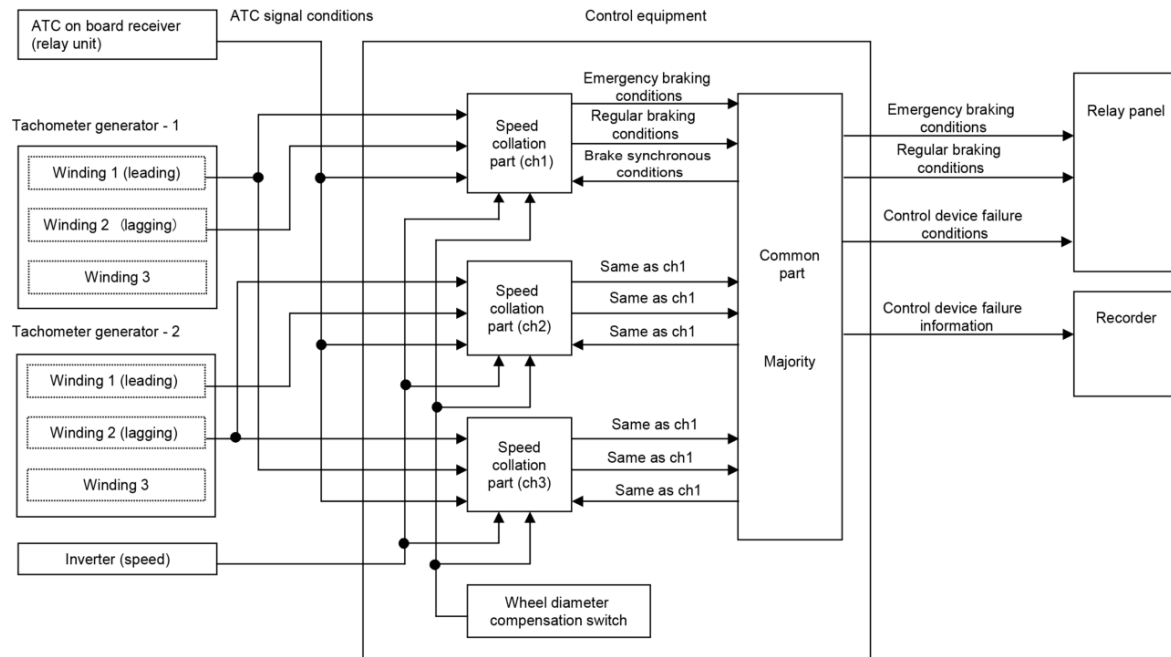 ATC on board receiver
(relay unit)
ATC signal conditions
Control equipment
Tachometer generator - 1
Winding 1 (leading)
Winding 2 (lagging)
Winding 3
Tachometer generator - 2
Winding 1 (leading)
Winding 2 (lagging)
Winding 3
Inverter (speed)
Speed
collation
part (ch1)
Speed
collation
part (ch2)
Speed
collation
part (ch3)
Wheel diameter
compensation switch
Emergency braking
conditions
Regular braking
conditions
Brake synchronous
conditions
Same as ch1
Same as ch1
Same as ch1
Same as ch1
Same as ch1
Same as ch1
Common
part
Majority
Emergency braking
conditions
Regular braking
conditions
Control device failure
conditions
Control device failure
information
Relay panel
Recorder